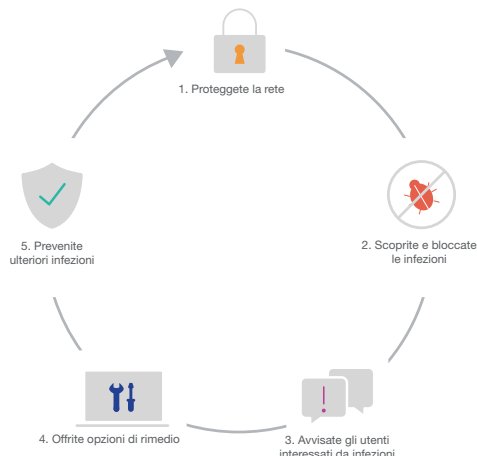 1. Proteggete la rete
2. Scoprite e bloccate
le infezioni
3. Avvisate gli utenti
interessati da infezioni
4. Offrite opzioni di rimedio
5. Prevenite
ulteriori infezioni